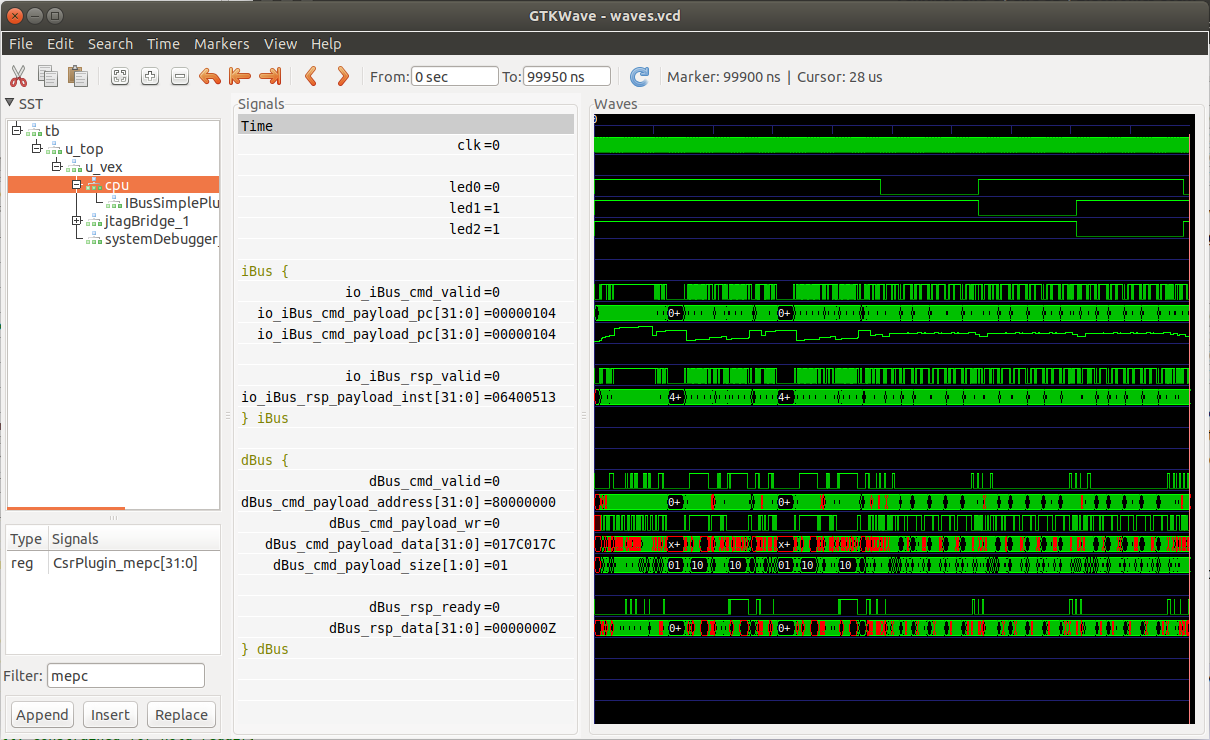 GTKWave - waves.vcd
File Edit Search Time Markers View Help
From: 0 sec To: 99950 ns Marker: 99900 ns | Cursor: 28 us
SST
tb
u_top
u_vex
cpu
IBusSimplePlu
jtagBridge_1
systemDebugger_
Type Signals
reg CsrPlugin_mepc[31:0]
Filter: mepc
Append Insert Replace
Signals
Time
clk=0
led0=0
led1=1
led2=1
iBus {
io_iBus_cmd_valid=0
io_iBus_cmd_payload_pc[31:0]=00000104
io_iBus_cmd_payload_pc[31:0]=00000104
io_iBus_rsp_valid=0
io_iBus_rsp_payload_inst[31:0]=06400513
} iBus
dBus {
dBus_cmd_valid=0
dBus_cmd_payload_address[31:0]=80000000
dBus_cmd_payload_wr=0
dBus_cmd_payload_data[31:0]=017C017C
dBus_cmd_payload_size[1:0]=01
dBus_rsp_ready=0
dBus_rsp_data[31:0]=0000000Z
} dBus
Waves
0
0+ 0+
4+ 4+
0+ 0+
x+ x+
01 10 10 01 10 10
0+ 0+